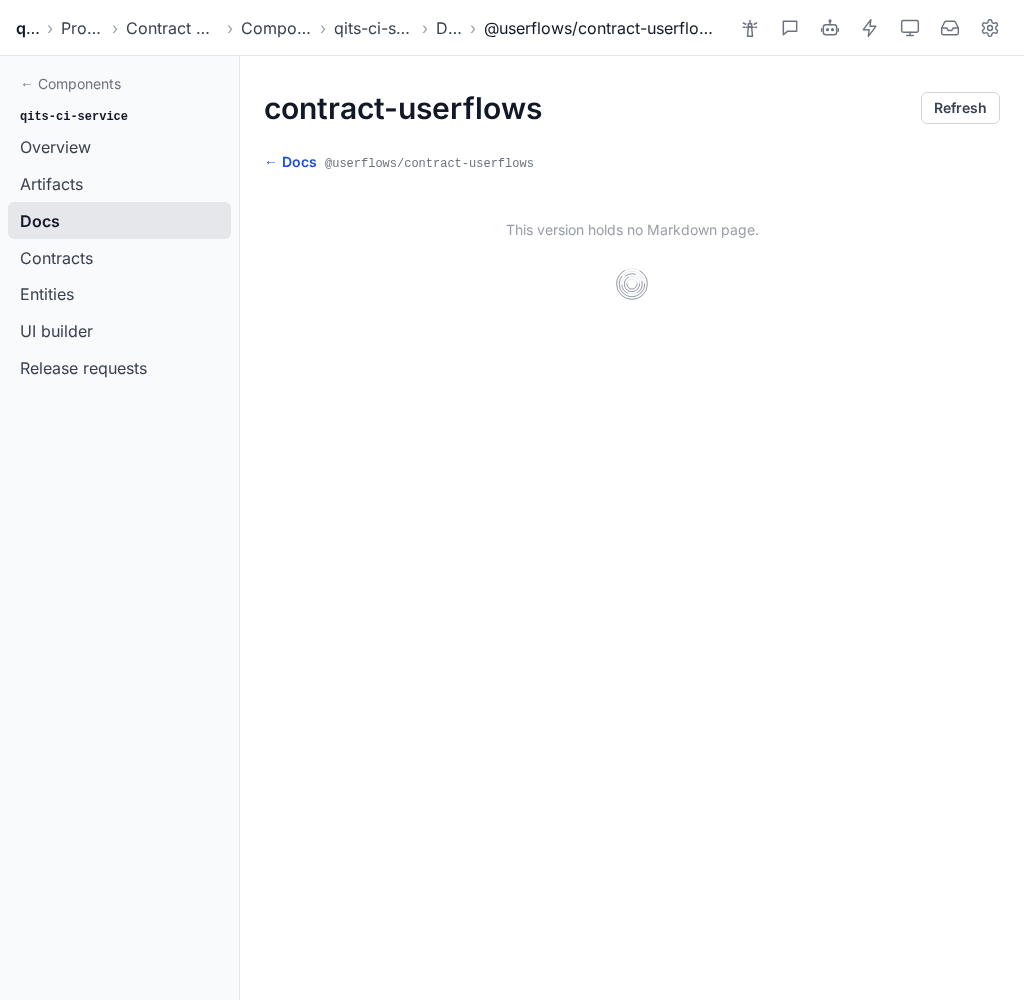 q… › Pro… › Contract … › Compo… › qits-ci-s… › D… › @userflows/contract-userflo…
← Components
qits-ci-service
Overview
Artifacts
Docs
Contracts
Entities
UI builder
Release requests
contract-userflows
Refresh
← Docs @userflows/contract-userflows
This version holds no Markdown page.